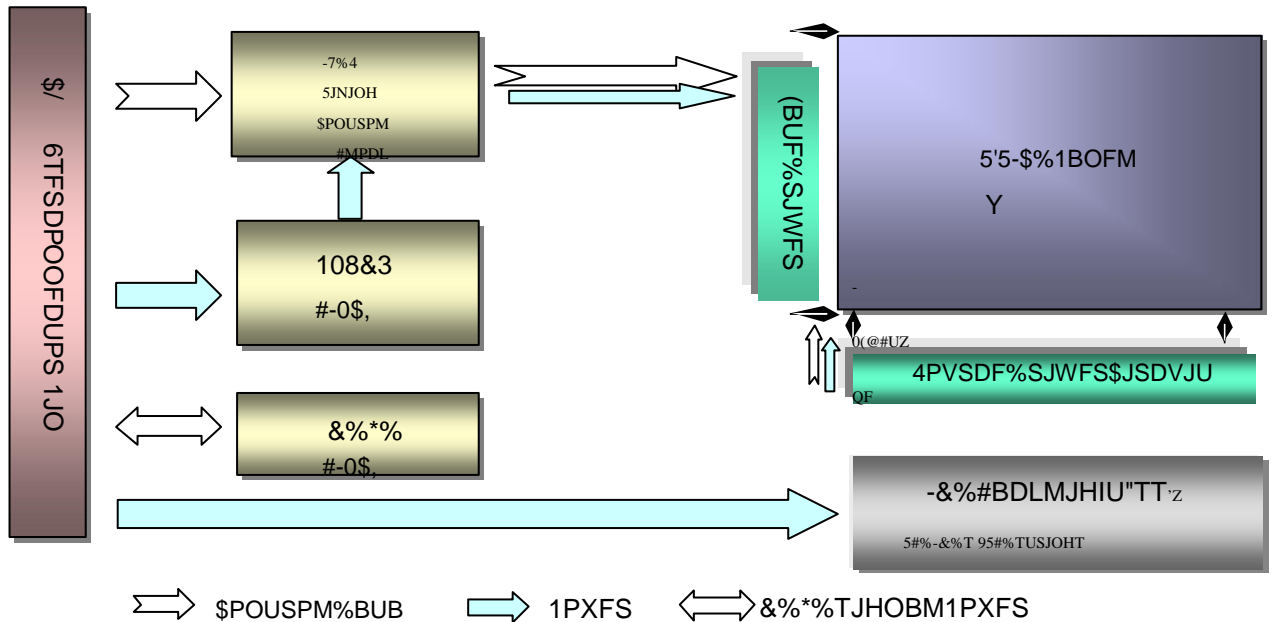 $/ 6TFSDPOOFDUPS 1JO
-7%4
5JNJOH
$POUSPM
#MPDL
108&3
#-0$,
&%*%
#-0$,
(BUF%SJWFS
5'5-$%1BOFM
Y
-
0(@#UZ
QF
4PVSDF%SJWFS$JSDVJU
-&%#BDLMJHIU"TT'Z
5#%-&%T 95#%TUSJOHT
$POUSPM%BUB
1PXFS
&%*%TJHOBM1PXFS